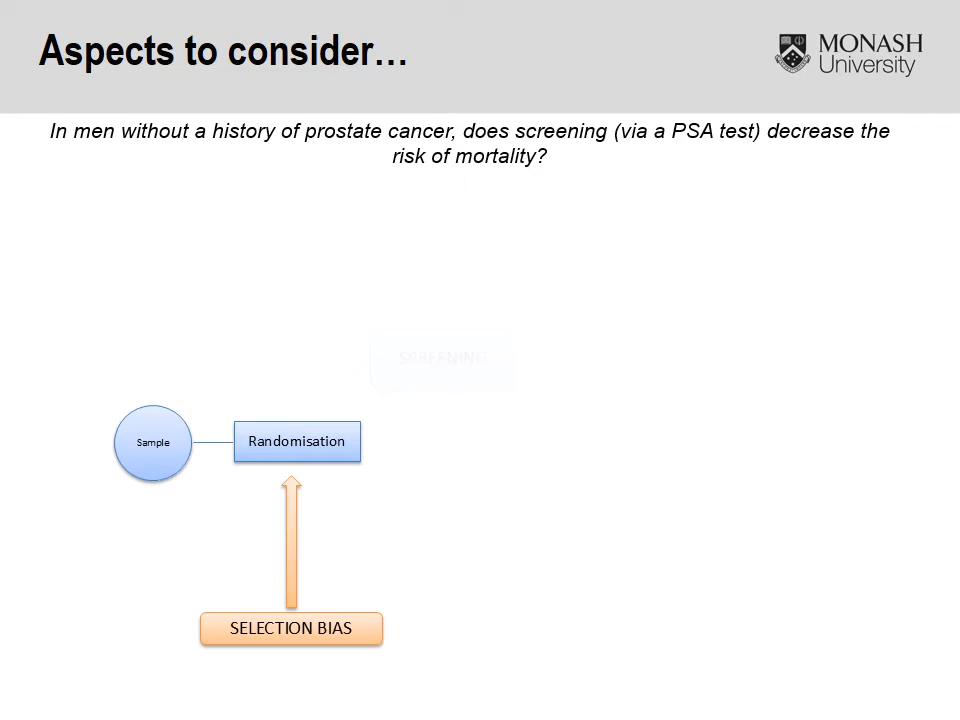 Aspects to consider…
MONASH
University
In men without a history of prostate cancer, does screening (via a PSA test) decrease the
risk of mortality?
SCREENING
Sample
Randomisation
SELECTION BIAS